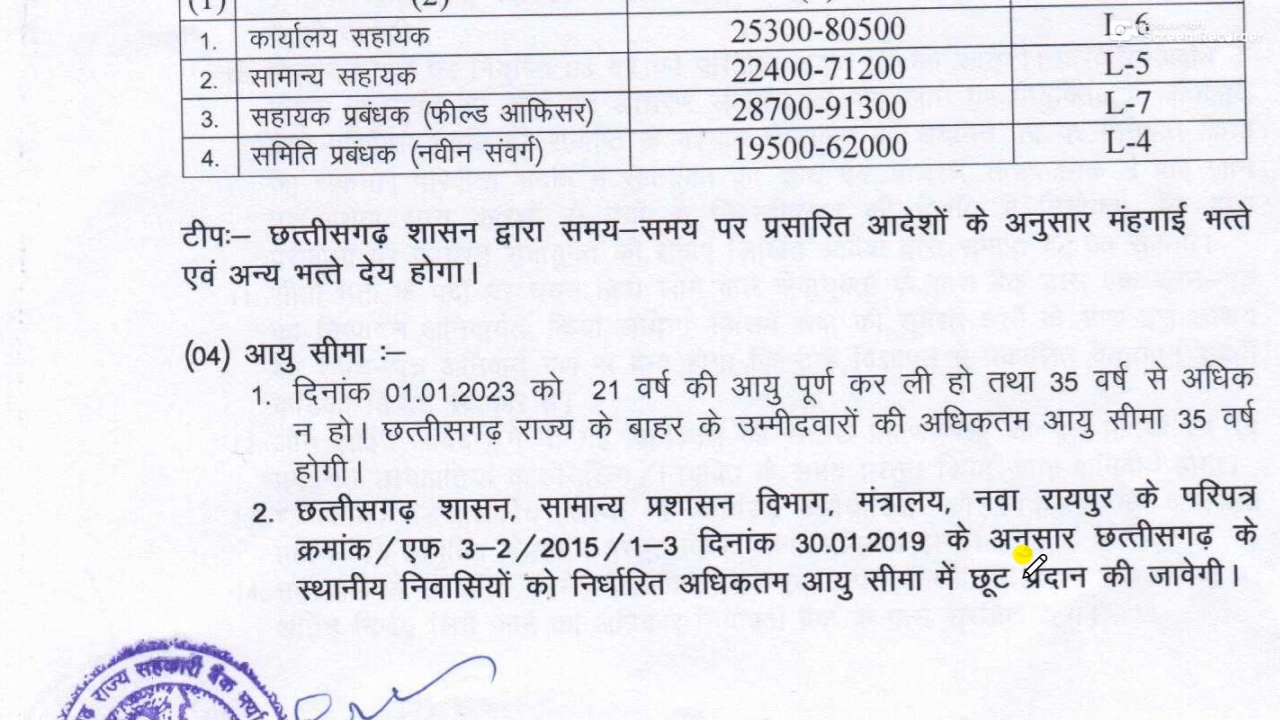 (1) (2)
1. कार्यालय सहायक 25300-80500 L-6
2. सामान्य सहायक 22400-71200 L-5
3. सहायक प्रबंधक (फील्ड आफिसर) 28700-91300 L-7
4. समिति प्रबंधक (नवीन संवर्ग) 19500-62000 L-4
टीपः– छत्तीसगढ़ शासन द्वारा समय–समय पर प्रसारित आदेशों के अनुसार मंहगाई भत्ते
एवं अन्य भत्ते देय होगा।
(04) आयु सीमा :–
1. दिनांक 01.01.2023 को 21 वर्ष की आयु पूर्ण कर ली हो तथा 35 वर्ष से अधिक
न हो। छत्तीसगढ़ राज्य के बाहर के उम्मीदवारों की अधिकतम आयु सीमा 35 वर्ष
होगी।
2. छत्तीसगढ़ शासन, सामान्य प्रशासन विभाग, मंत्रालय, नवा रायपुर के परिपत्र
क्रमांक/एफ 3–2/2015/1–3 दिनांक 30.01.2019 के अनुसार छत्तीसगढ़ के
स्थानीय निवासियों को निर्धारित अधिकतम आयु सीमा में छूट प्रदान की जावेगी।
राज्य सहकारी बैंक मर्या